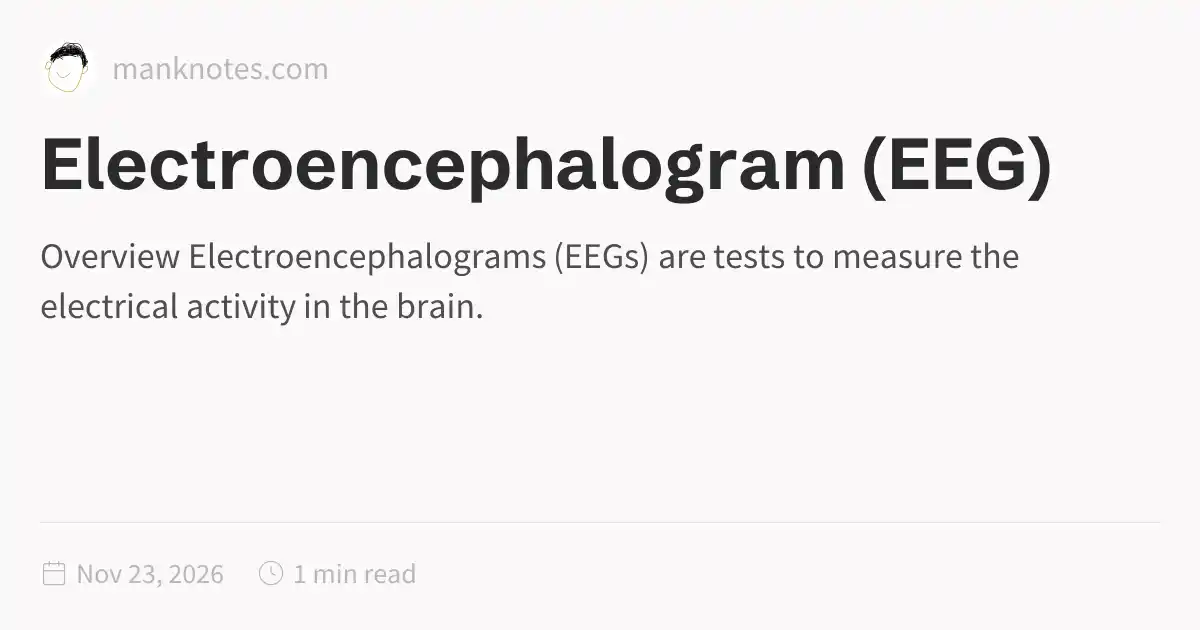 manknotes.com
Electroencephalogram (EEG)
Overview Electroencephalograms (EEGs) are tests to measure the
electrical activity in the brain.
Nov 23, 2026 1 min read